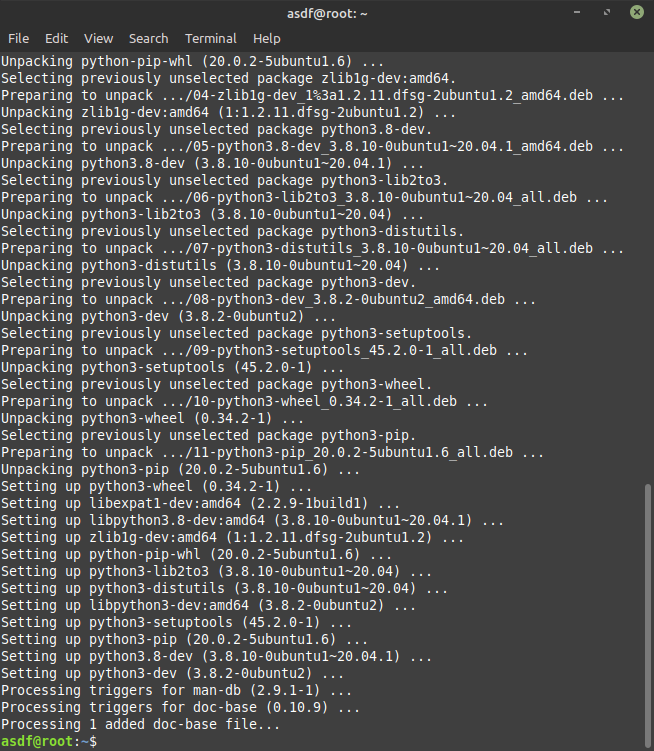 asdf@root: ~
File Edit View Search Terminal Help
Unpacking python-pip-whl (20.0.2-5ubuntu1.6) ...
Selecting previously unselected package zlib1g-dev:amd64.
Preparing to unpack .../04-zlib1g-dev_1%3a1.2.11.dfsg-2ubuntu1.2_amd64.deb ...
Unpacking zlib1g-dev:amd64 (1:1.2.11.dfsg-2ubuntu1.2) ...
Selecting previously unselected package python3.8-dev.
Preparing to unpack .../05-python3.8-dev_3.8.10-0ubuntu1~20.04.1_amd64.deb ...
Unpacking python3.8-dev (3.8.10-0ubuntu1~20.04.1) ...
Selecting previously unselected package python3-lib2to3.
Preparing to unpack .../06-python3-lib2to3_3.8.10-0ubuntu1~20.04_all.deb ...
Unpacking python3-lib2to3 (3.8.10-0ubuntu1~20.04) ...
Selecting previously unselected package python3-distutils.
Preparing to unpack .../07-python3-distutils_3.8.10-0ubuntu1~20.04_all.deb ...
Unpacking python3-distutils (3.8.10-0ubuntu1~20.04) ...
Selecting previously unselected package python3-dev.
Preparing to unpack .../08-python3-dev_3.8.2-0ubuntu2_amd64.deb ...
Unpacking python3-dev (3.8.2-0ubuntu2) ...
Selecting previously unselected package python3-setuptools.
Preparing to unpack .../09-python3-setuptools_45.2.0-1_all.deb ...
Unpacking python3-setuptools (45.2.0-1) ...
Selecting previously unselected package python3-wheel.
Preparing to unpack .../10-python3-wheel_0.34.2-1_all.deb ...
Unpacking python3-wheel (0.34.2-1) ...
Selecting previously unselected package python3-pip.
Preparing to unpack .../11-python3-pip_20.0.2-5ubuntu1.6_all.deb ...
Unpacking python3-pip (20.0.2-5ubuntu1.6) ...
Setting up python3-wheel (0.34.2-1) ...
Setting up libexpat1-dev:amd64 (2.2.9-1build1) ...
Setting up libpython3.8-dev:amd64 (3.8.10-0ubuntu1~20.04.1) ...
Setting up zlib1g-dev:amd64 (1:1.2.11.dfsg-2ubuntu1.2) ...
Setting up python-pip-whl (20.0.2-5ubuntu1.6) ...
Setting up python3-lib2to3 (3.8.10-0ubuntu1~20.04) ...
Setting up python3-distutils (3.8.10-0ubuntu1~20.04) ...
Setting up libpython3-dev:amd64 (3.8.2-0ubuntu2) ...
Setting up python3-setuptools (45.2.0-1) ...
Setting up python3-pip (20.0.2-5ubuntu1.6) ...
Setting up python3.8-dev (3.8.10-0ubuntu1~20.04.1) ...
Setting up python3-dev (3.8.2-0ubuntu2) ...
Processing triggers for man-db (2.9.1-1) ...
Processing triggers for doc-base (0.10.9) ...
Processing 1 added doc-base file...
asdf@root:~$